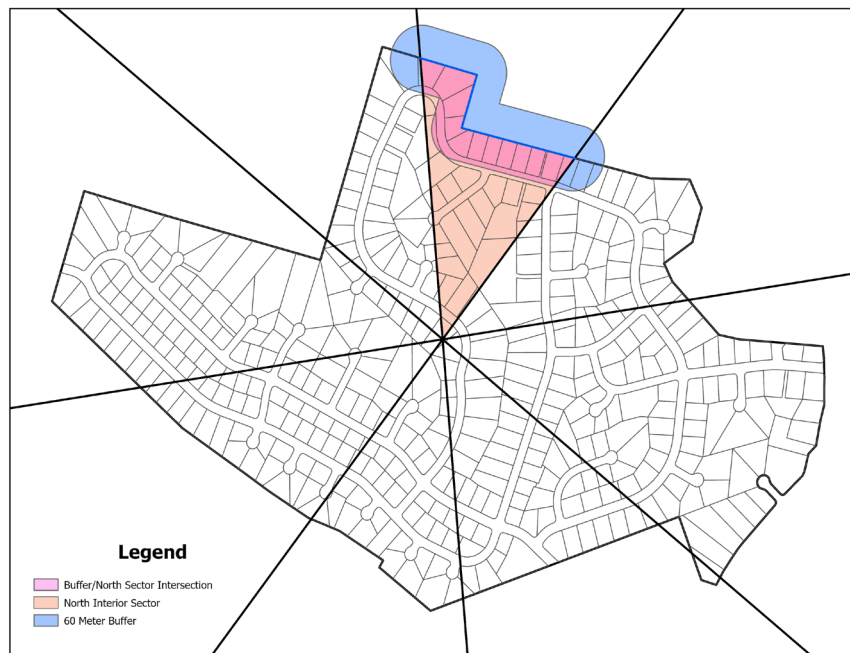 Legend
Buffer/North Sector Intersection
North Interior Sector
60 Meter Buffer